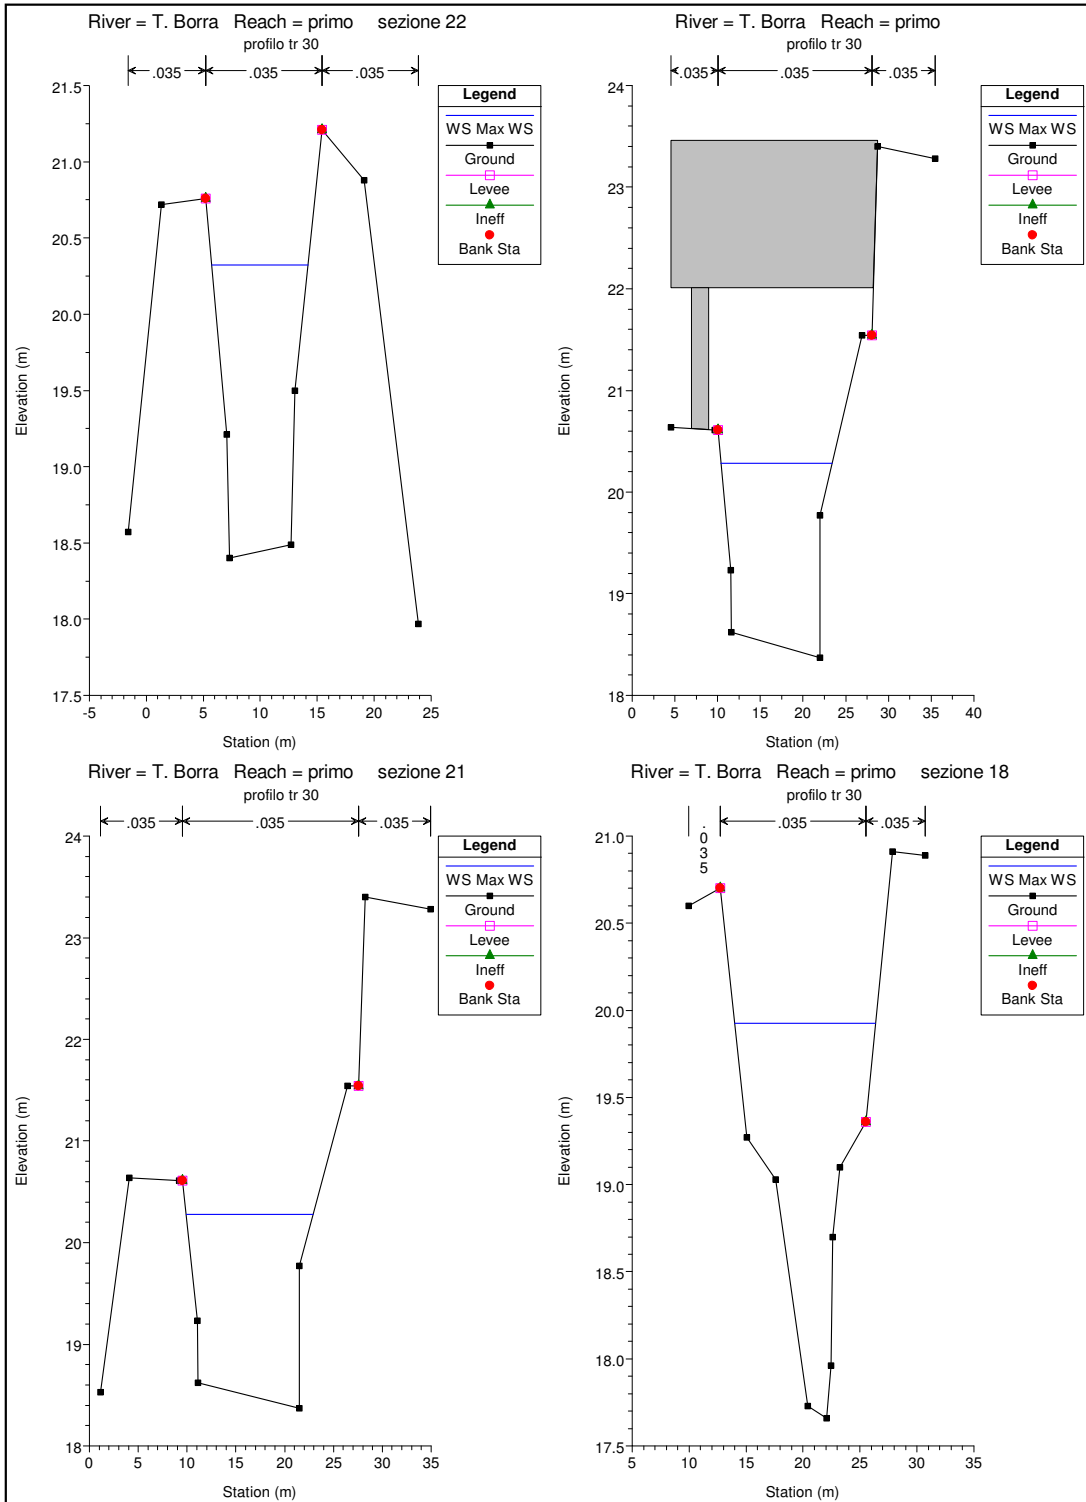 River = T. Borra Reach = primo sezione 22
profilo tr 30
.035 .035 .035
21.5
21.0
20.5
20.0
19.5
19.0
18.5
18.0
17.5
Elevation (m)
-5 0 5 10 15 20 25
Station (m)
Legend
WS Max WS
Ground
Levee
Ineff
Bank Sta
River = T. Borra Reach = primo
profilo tr 30
.035 .035 .035
24
23
22
21
20
19
18
Elevation (m)
0 5 10 15 20 25 30 35 40
Station (m)
Legend
WS Max WS
Ground
Levee
Ineff
Bank Sta
River = T. Borra Reach = primo sezione 21
profilo tr 30
.035 .035 .035
24
23
22
21
20
19
18
Elevation (m)
0 5 10 15 20 25 30 35
Station (m)
Legend
WS Max WS
Ground
Levee
Ineff
Bank Sta
River = T. Borra Reach = primo sezione 18
profilo tr 30
.035 .035 .035
21.0
20.5
20.0
19.5
19.0
18.5
18.0
17.5
Elevation (m)
5 10 15 20 25 30 35
Station (m)
Legend
WS Max WS
Ground
Levee
Ineff
Bank Sta